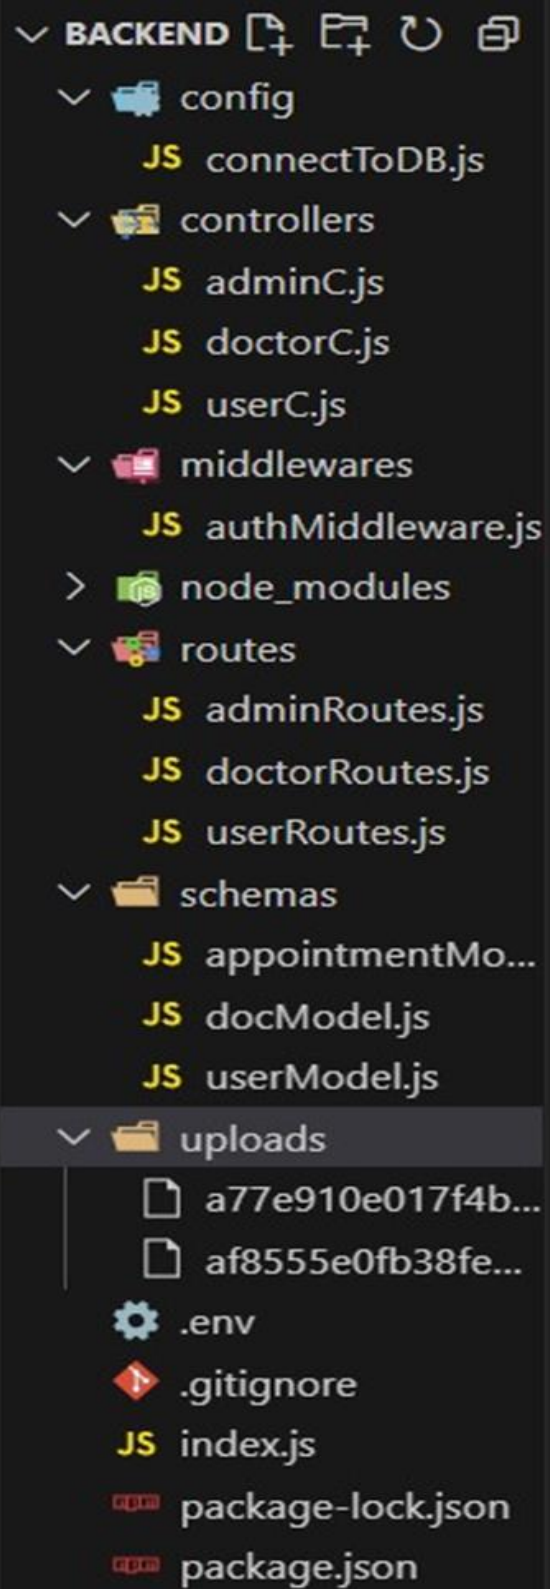 BACKEND
config
JS connectToDB.js
controllers
JS adminC.js
JS doctorC.js
JS userC.js
middlewares
JS authMiddleware.js
node_modules
routes
JS adminRoutes.js
JS doctorRoutes.js
JS userRoutes.js
schemas
JS appointmentMo...
JS docModel.js
JS userModel.js
uploads
a77e910e017f4b...
af8555e0fb38fe...
.env
.gitignore
JS index.js
npm package-lock.json
npm package.json